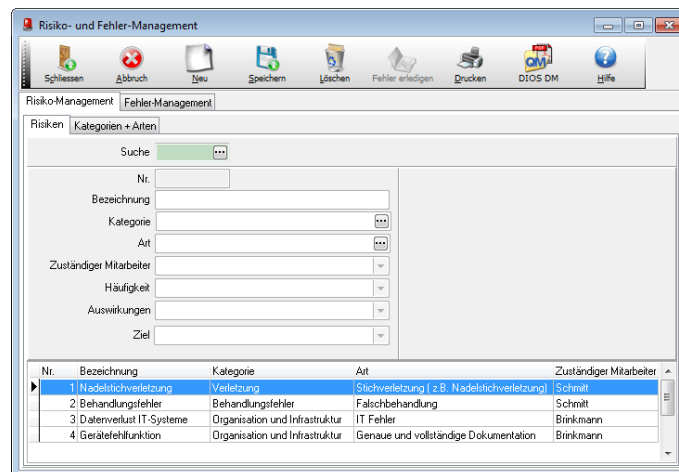 Risiko- und Fehler-Management
Schliessen Abbruch Neu Speichern Löschen Fehler erledigen Drucken DIOS DM Hilfe
Risiko-Management Fehler-Management
Risiken Kategorien + Arten
Suche
Nr.
Bezeichnung
Kategorie
Art
Zuständiger Mitarbeiter
Häufigkeit
Auswirkungen
Ziel
Nr. Bezeichnung Kategorie Art Zuständiger Mitarbeiter
1 Nadelstichverletzung Verletzung Stichverletzung ( z.B. Nadelstichverletzung) Schmitt
2 Behandlungsfehler Behandlungsfehler Falschbehandlung Schmitt
3 Datenverlust IT-Systeme Organisation und Infrastruktur IT Fehler Brinkmann
4 Gerätefehlfunktion Organisation und Infrastruktur Genaue und vollständige Dokumentation Brinkmann